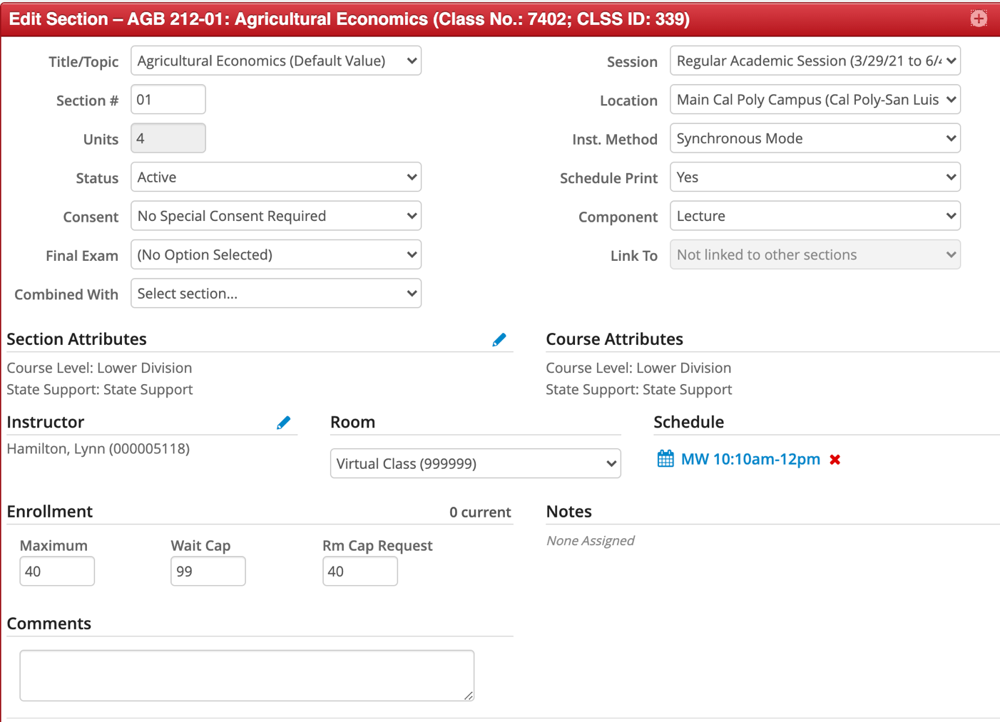 Edit Section – AGB 212-01: Agricultural Economics (Class No.: 7402; CLSS ID: 339)
Title/Topic Agricultural Economics (Default Value)
Session Regular Academic Session (3/29/21 to 6/
Section # 01
Location Main Cal Poly Campus (Cal Poly-San Luis
Units 4
Inst. Method Synchronous Mode
Status Active
Schedule Print Yes
Consent No Special Consent Required
Component Lecture
Final Exam (No Option Selected)
Link To Not linked to other sections
Combined With Select section...
Section Attributes
Course Level: Lower Division
State Support: State Support
Course Attributes
Course Level: Lower Division
State Support: State Support
Instructor
Hamilton, Lynn (000005118)
Room
Virtual Class (999999)
Schedule
MW 10:10am-12pm
Enrollment 0 current
Maximum Wait Cap Rm Cap Request
40 99 40
Notes
None Assigned
Comments